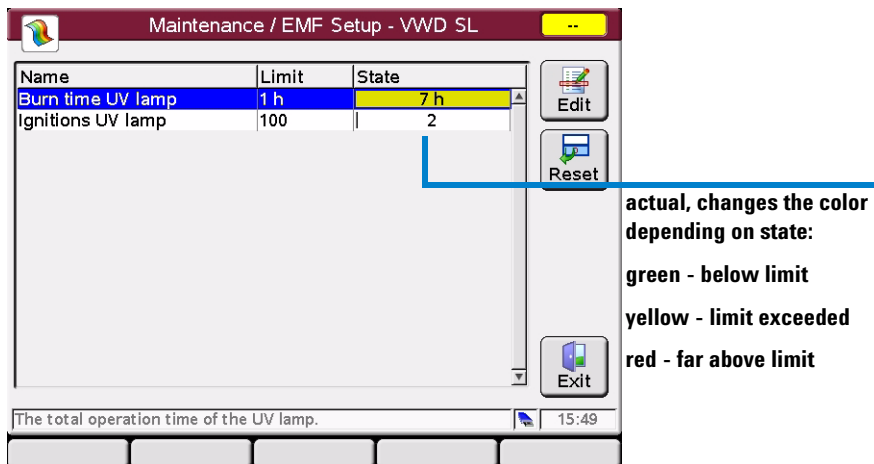 Maintenance / EMF Setup - VWD SL
--
Name Limit State
Burn time UV lamp 1 h 7 h
Ignitions UV lamp 100 2
Edit
Reset
actual, changes the color
depending on state:
green - below limit
yellow - limit exceeded
red - far above limit
Exit
The total operation time of the UV lamp. 15:49